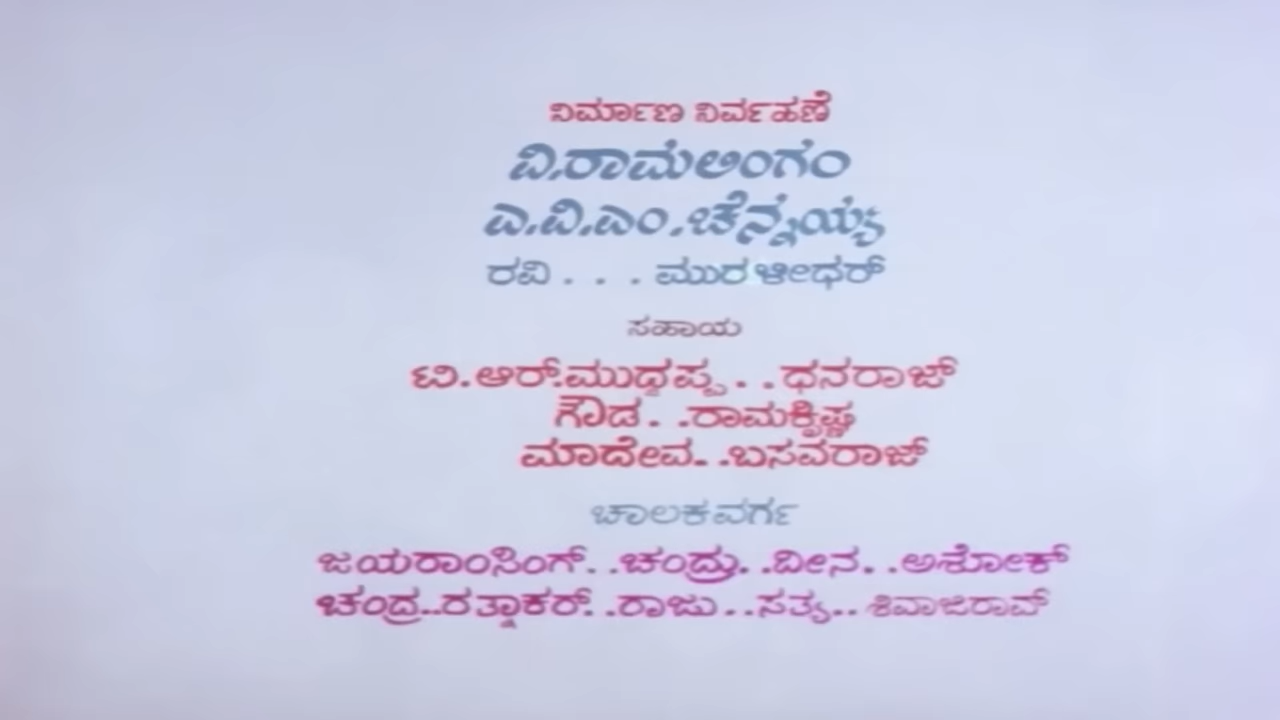 ನಿರ್ಮಾಣ ನಿರ್ವಹಣೆ
ವಿ.ರಾಮಲಿಂಗಂ
ಎ.ವಿ.ಎಂ.ಚೆನ್ನಯ್ಯ
ರವಿ . . . ಮುರಳೀಧರ್
ಸಹಾಯ
ಟಿ.ಆರ್.ಮುದ್ದಪ್ಪ . . ಧನರಾಜ್
ಗೌಡ. .ರಾಮಕೃಷ್ಣ
ಮಾದೇವ. .ಬಸವರಾಜ್
ಚಾಲಕವರ್ಗ
ಜಯರಾಂಸಿಂಗ್. .ಚಂದ್ರು. .ಬೀನ. .ಅಶೋಕ್
ಚಂದ್ರ..ರತ್ನಾಕರ್. .ರಾಜು . .ಸತ್ಯ.. ಶಿವಾಜಿರಾವ್